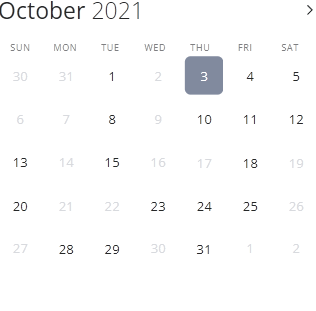 October 2021
SUN MON TUE WED THU FRI SAT
30 31 1 2 3 4 5
6 7 8 9 10 11 12
13 14 15 16 17 18 19
20 21 22 23 24 25 26
27 28 29 30 31 1 2